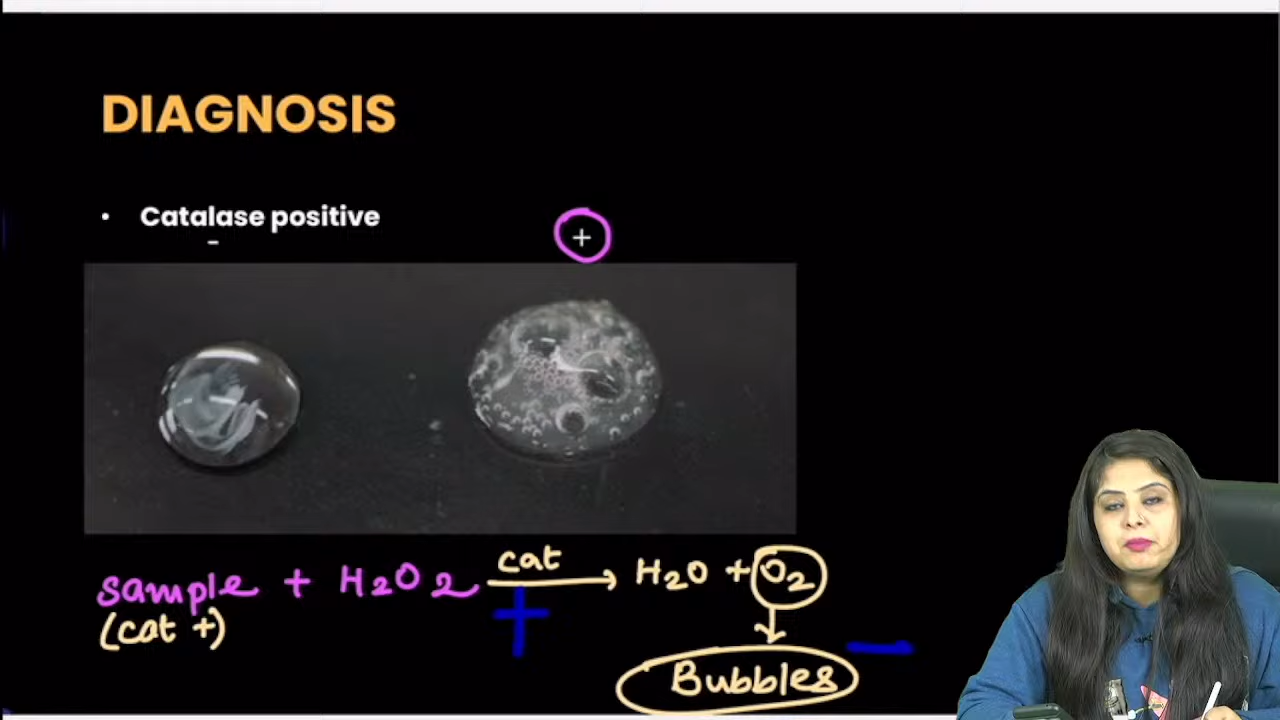 DIAGNOSIS
• Catalase positive
- +
sample + H2O2 cat → H2O + O2
(cat +) + ↓ -
Bubbles